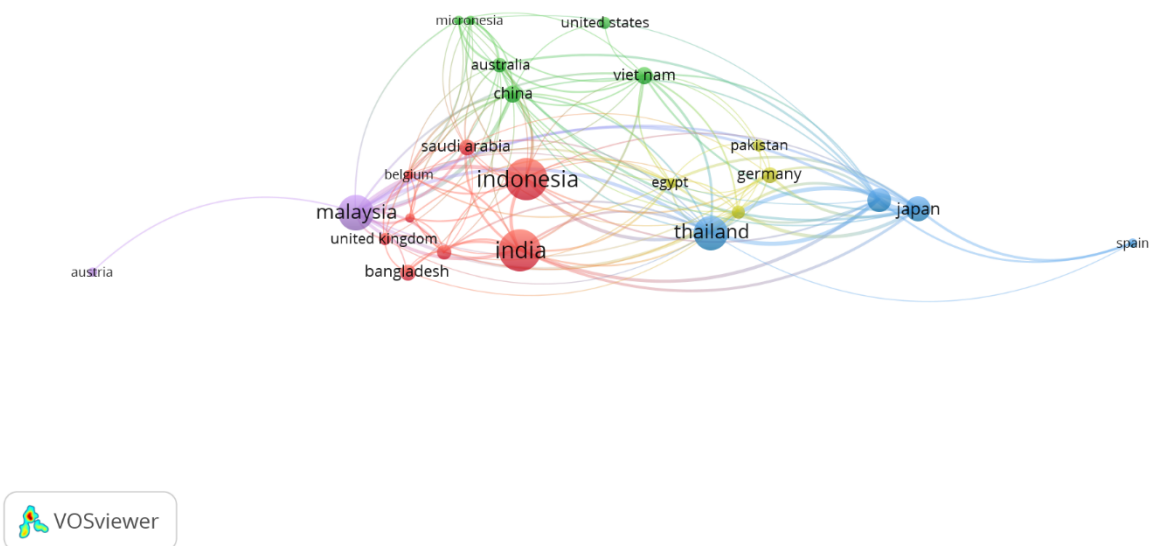 micronesia
united states
australia
viet nam
china
saudi arabia
pakistan
belgium
germany
indonesia
egypt
malaysia
japan
thailand
united kingdom
spain
india
austria
bangladesh
VOSviewer